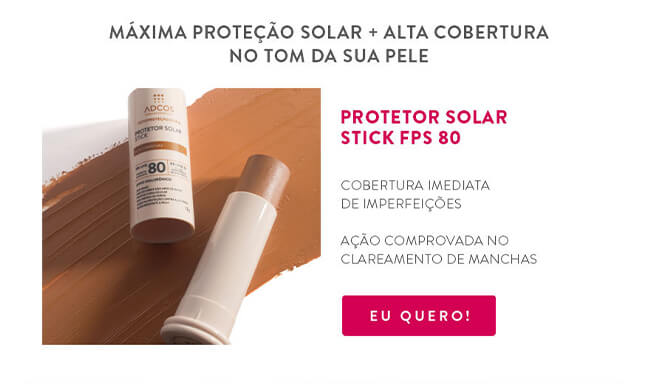 MÁXIMA PROTEÇÃO SOLAR + ALTA COBERTURA
NO TOM DA SUA PELE
ADCOS
PROTETOR SOLAR
STICK
80
PROTETOR SOLAR
STICK FPS 80
COBERTURA IMEDIATA
DE IMPERFEIÇÕES
AÇÃO COMPROVADA NO
CLAREAMENTO DE MANCHAS
EU QUERO!